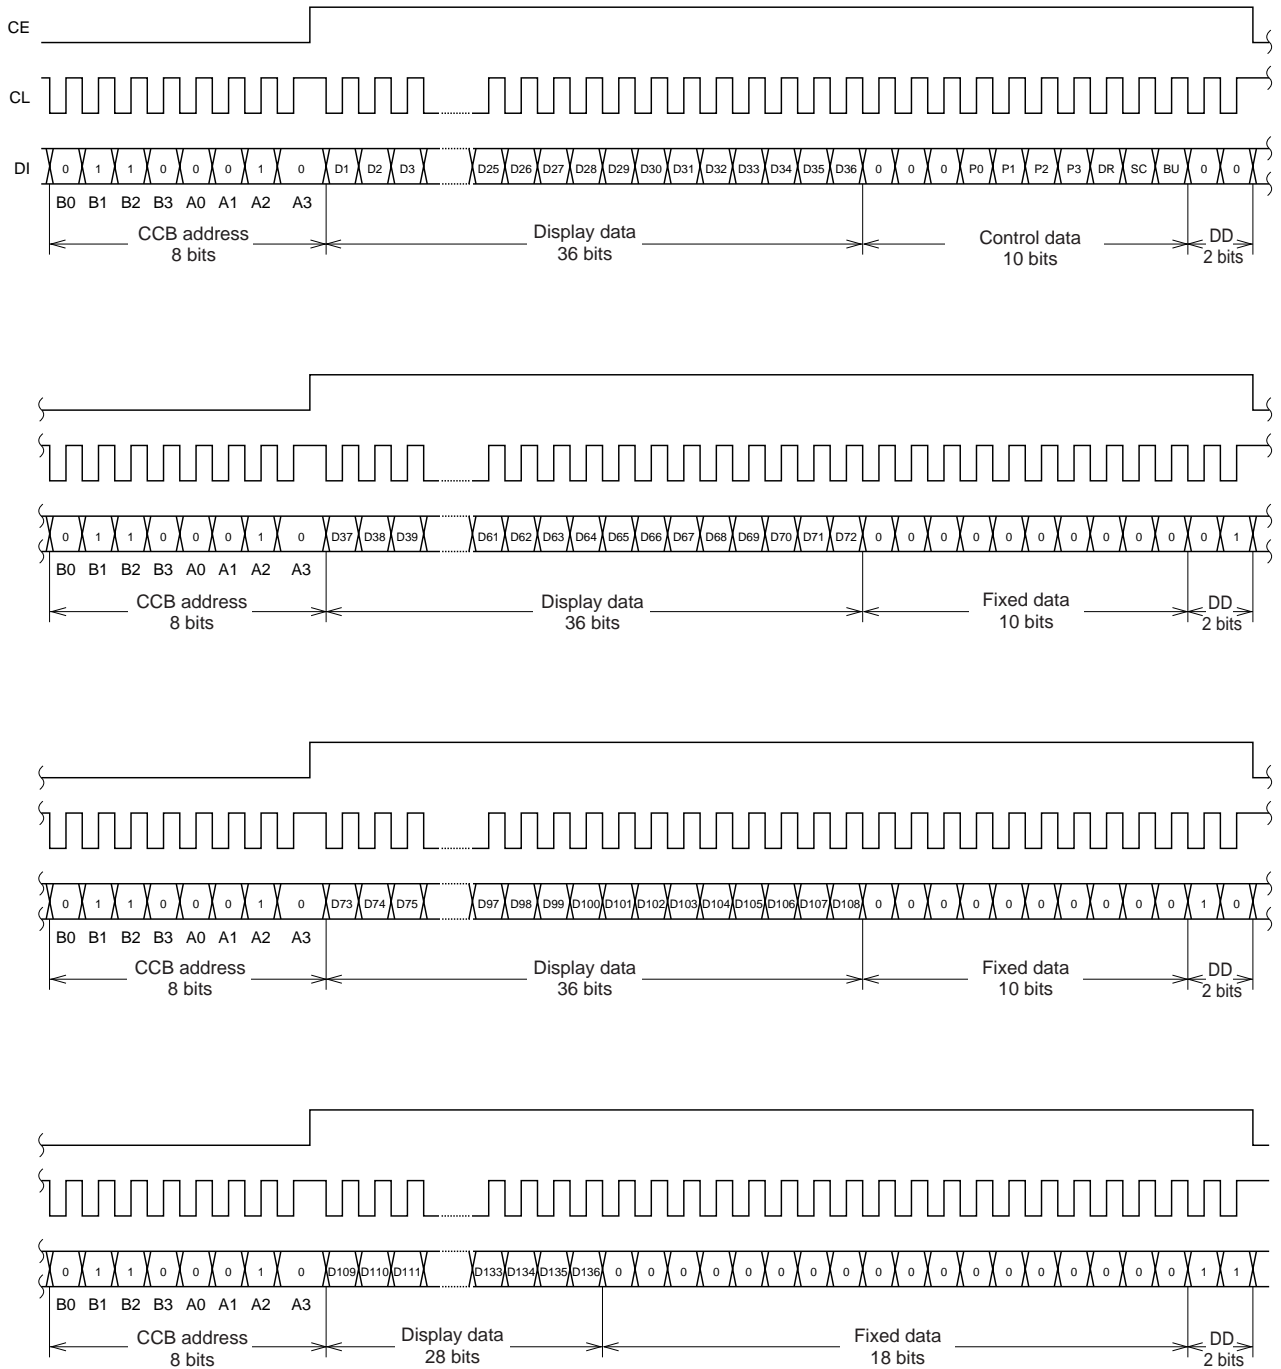 CE
CL
DI 0 1 1 0 0 0 1 0 D1 D2 D3 D25 D26 D27 D28 D29 D30 D31 D32 D33 D34 D35 D36 0 0 0 P0 P1 P2 P3 DR SC BU 0 0
B0 B1 B2 B3 A0 A1 A2 A3
CCB address Display data Control data DD
8 bits 36 bits 10 bits 2 bits
0 1 1 0 0 0 1 0 D37 D38 D39 D61 D62 D63 D64 D65 D66 D67 D68 D69 D70 D71 D72 0 0 0 0 0 0 0 0 0 0 0 1
B0 B1 B2 B3 A0 A1 A2 A3
CCB address Display data Fixed data DD
8 bits 36 bits 10 bits 2 bits
0 1 1 0 0 0 1 0 D73 D74 D75 D97 D98 D99 D100 D101 D102 D103 D104 D105 D106 D107 D108 0 0 0 0 0 0 0 0 0 0 1 0
B0 B1 B2 B3 A0 A1 A2 A3
CCB address Display data Fixed data DD
8 bits 36 bits 10 bits 2 bits
0 1 1 0 0 0 1 0 D109 D110 D111 D133 D134 D135 D136 0 0 0 0 0 0 0 0 0 0 0 0 0 0 0 0 0 0 1 1
B0 B1 B2 B3 A0 A1 A2 A3
CCB address Display data Fixed data DD
8 bits 28 bits 18 bits 2 bits